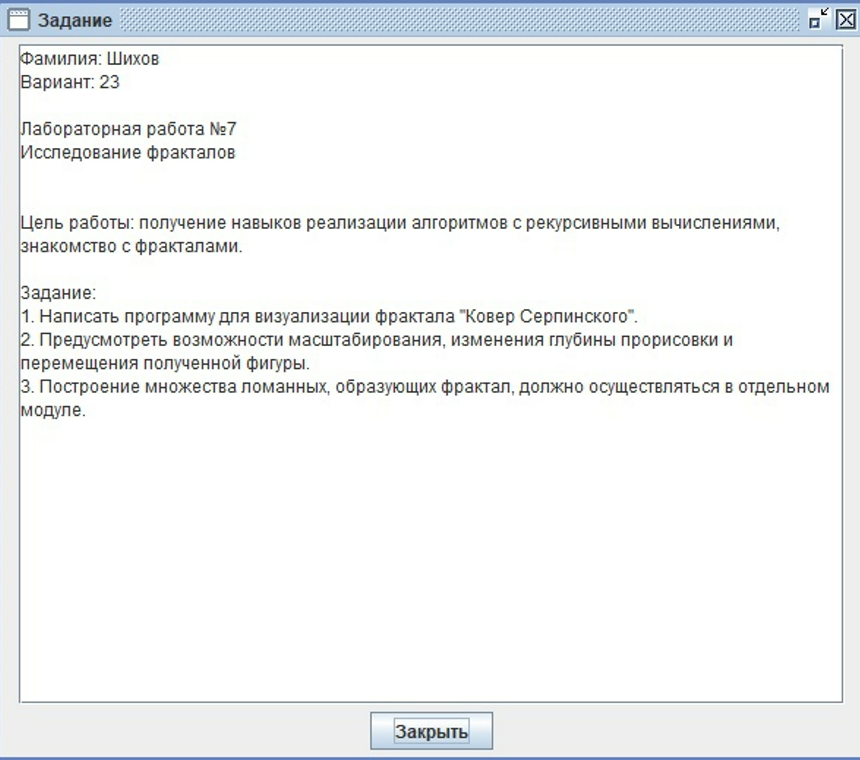 Задание
Фамилия: Шихов
Вариант: 23
Лабораторная работа №7
Исследование фракталов
Цель работы: получение навыков реализации алгоритмов с рекурсивными вычислениями,
знакомство с фракталами.
Задание:
1. Написать программу для визуализации фрактала "Ковер Серпинского".
2. Предусмотреть возможности масштабирования, изменения глубины прорисовки и
перемещения полученной фигуры.
3. Построение множества ломанных, образующих фрактал, должно осуществляться в отдельном
модуле.
Закрыть